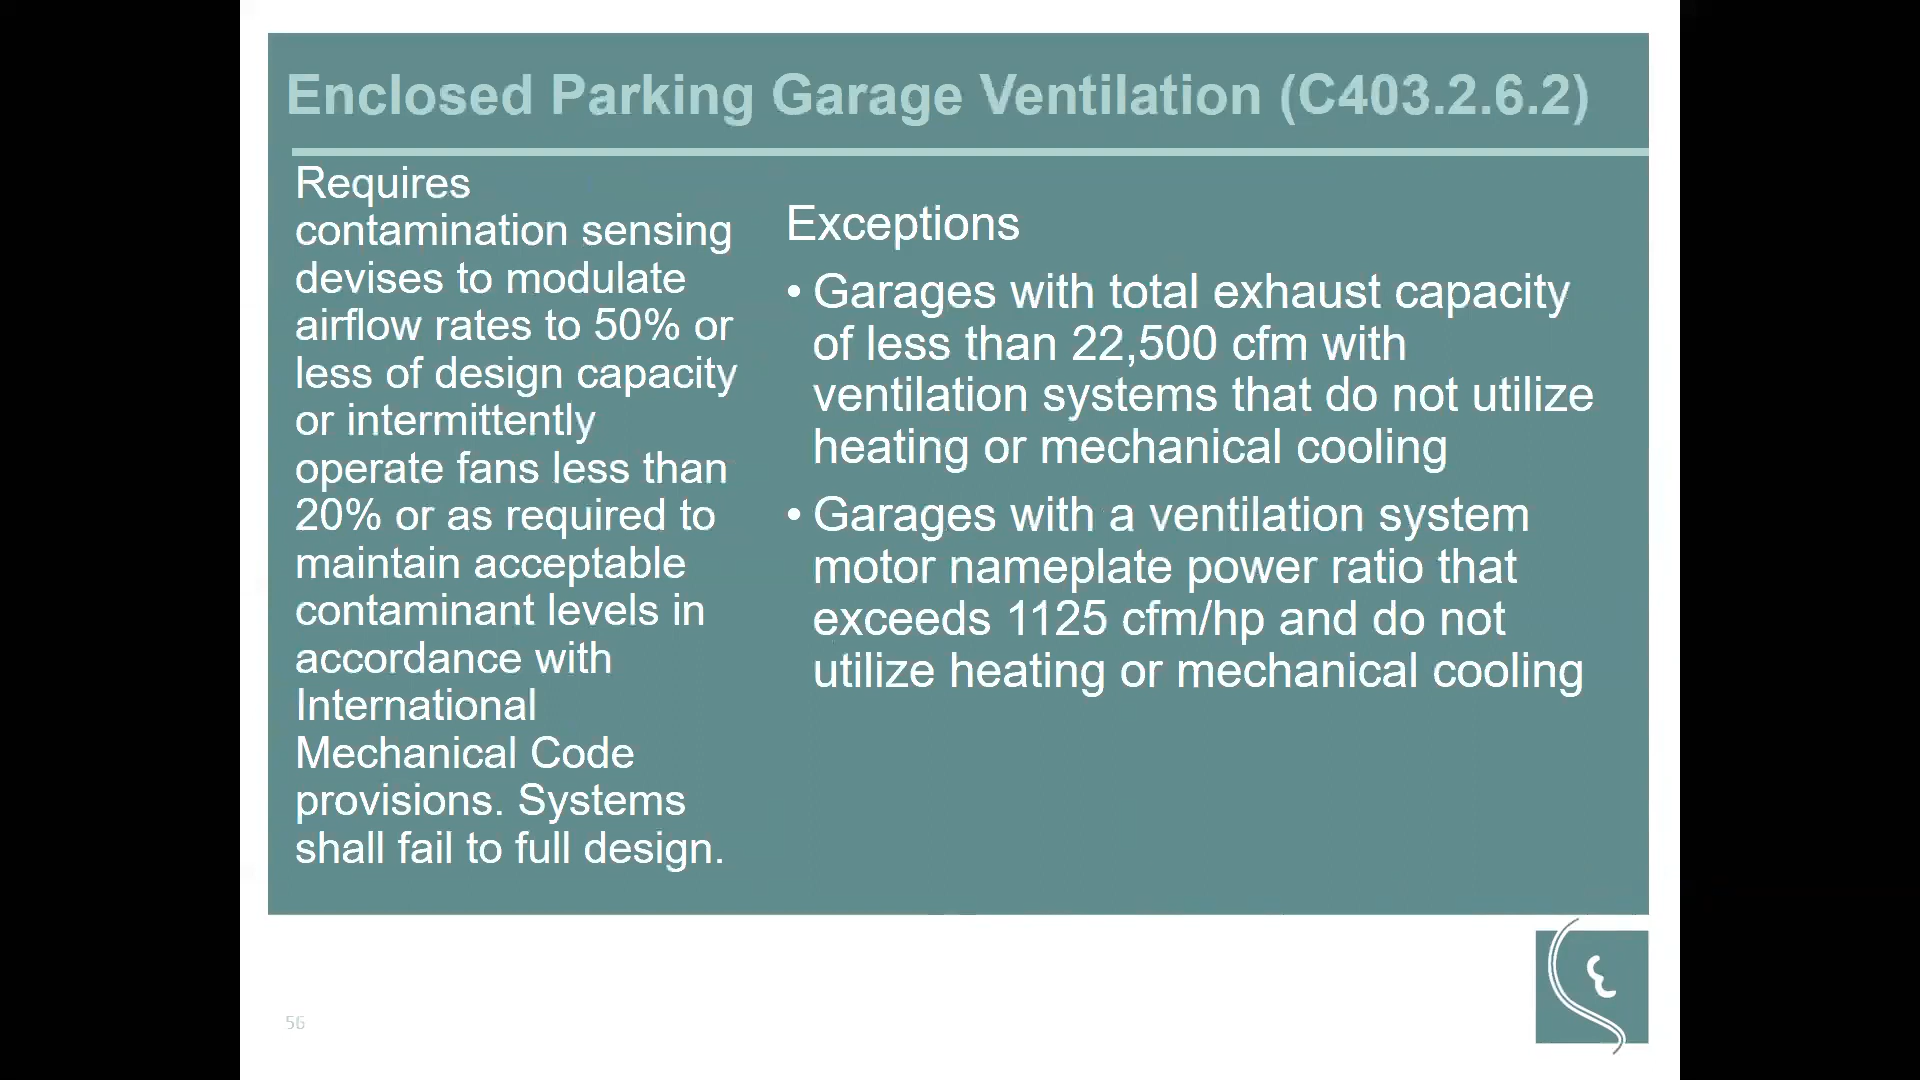 Enclosed Parking Garage Ventilation (C403.2.6.2)
Requires
contamination sensing
devises to modulate
airflow rates to 50% or
less of design capacity
or intermittently
operate fans less than
20% or as required to
maintain acceptable
contaminant levels in
accordance with
International
Mechanical Code
provisions. Systems
shall fail to full design.
Exceptions
• Garages with total exhaust capacity
of less than 22,500 cfm with
ventilation systems that do not utilize
heating or mechanical cooling
• Garages with a ventilation system
motor nameplate power ratio that
exceeds 1125 cfm/hp and do not
utilize heating or mechanical cooling
56